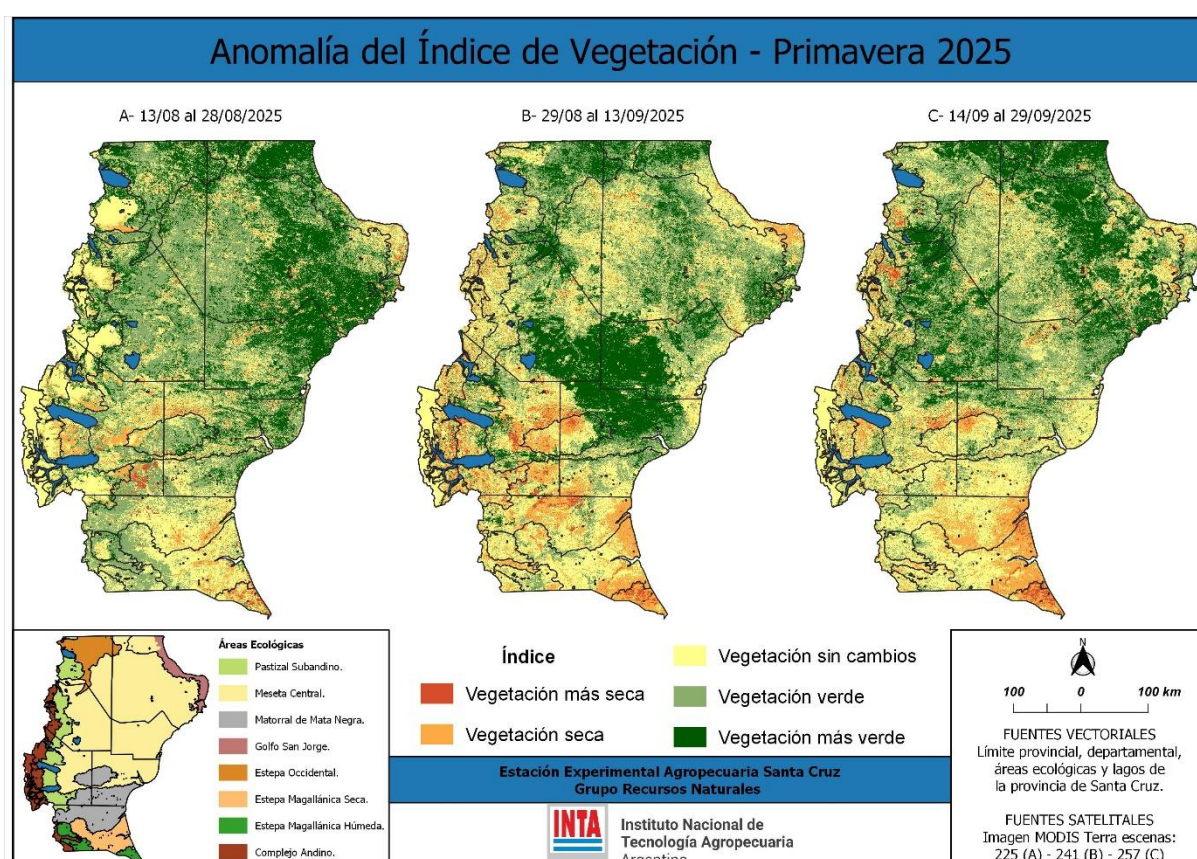 Anomalía del Índice de Vegetación - Primavera 2025
A- 13/08 al 28/08/2025
B- 29/08 al 13/09/2025
C- 14/09 al 29/09/2025
Áreas Ecológicas
Pastizal Subandino.
Meseta Central.
Matorral de Mata Negra.
Golfo San Jorge.
Estepa Occidental.
Estepa Magallánica Seca.
Estepa Magallánica Húmeda.
Complejo Andino.
Índice
Vegetación más seca
Vegetación seca
Vegetación sin cambios
Vegetación verde
Vegetación más verde
Estación Experimental Agropecuaria Santa Cruz
Grupo Recursos Naturales
INTA
Instituto Nacional de
Tecnología Agropecuaria
Argentina
N
100 0 100 km
FUENTES VECTORIALES
Límite provincial, departamental,
áreas ecológicas y lagos de
la provincia de Santa Cruz.
FUENTES SATELITALES
Imagen MODIS Terra escenas:
225 (A) - 241 (B) - 257 (C)